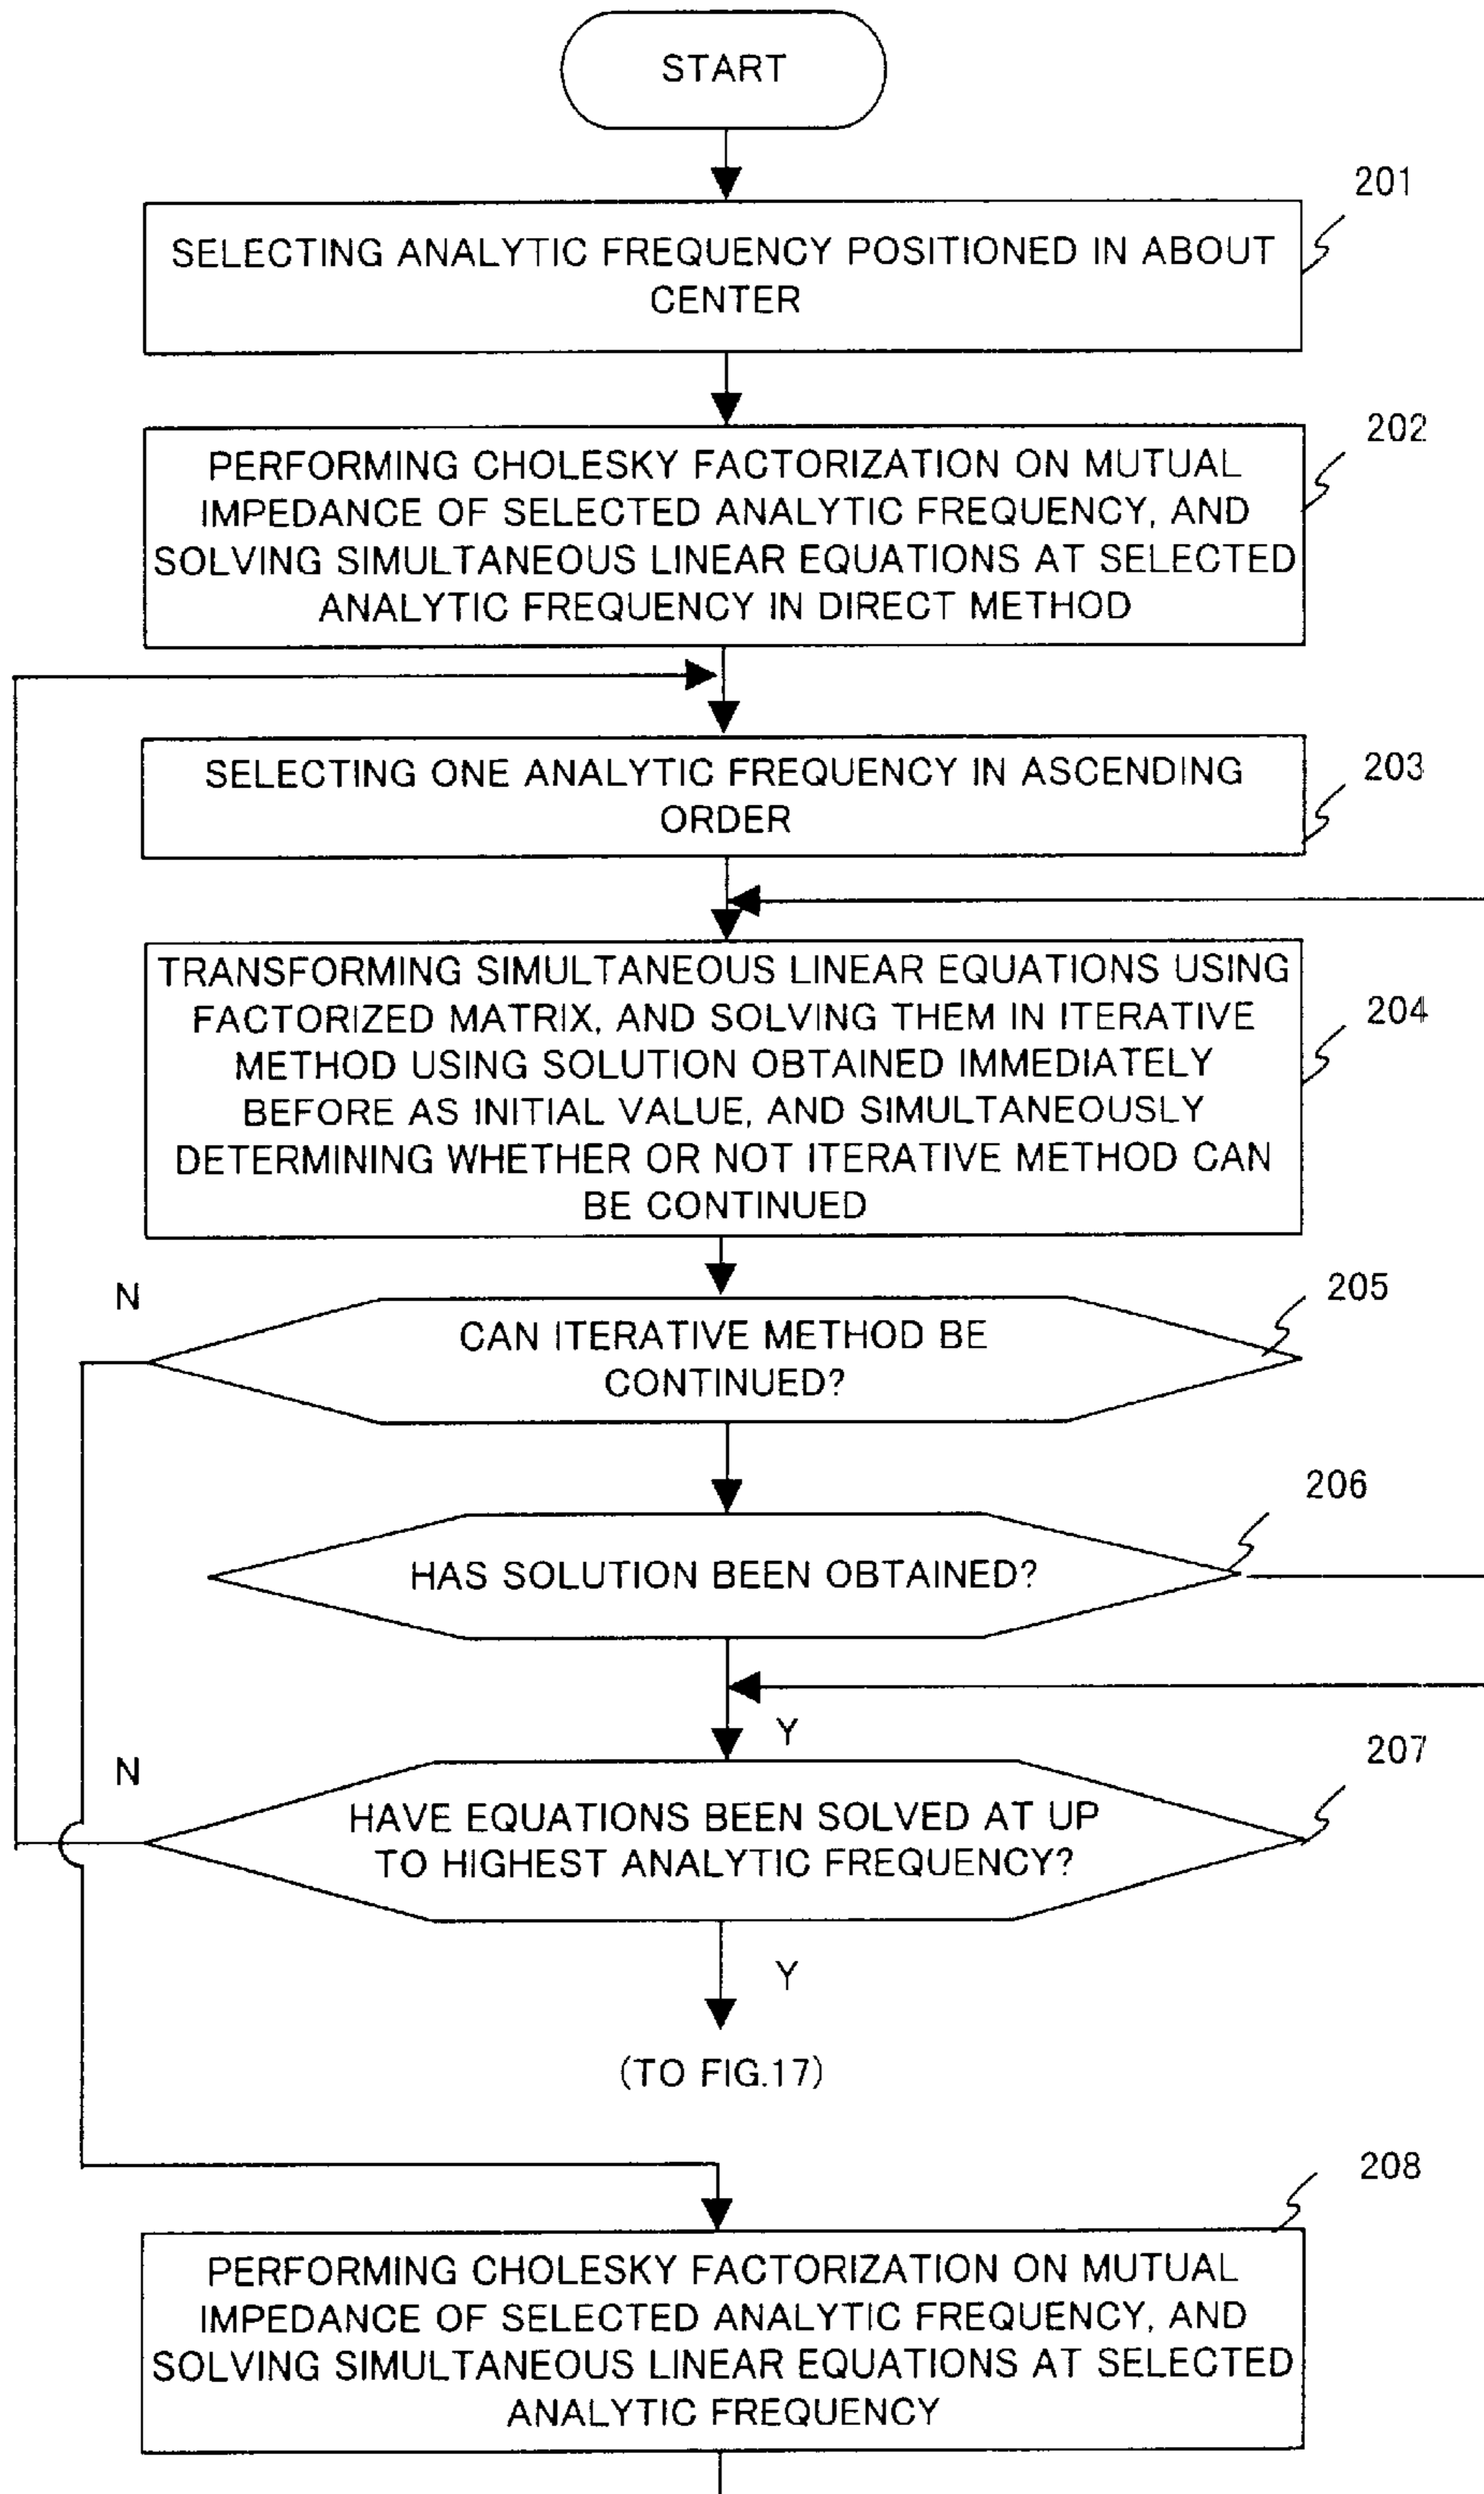 START
201
SELECTING ANALYTIC FREQUENCY POSITIONED IN ABOUT
CENTER
202
PERFORMING CHOLESKY FACTORIZATION ON MUTUAL
IMPEDANCE OF SELECTED ANALYTIC FREQUENCY, AND
SOLVING SIMULTANEOUS LINEAR EQUATIONS AT SELECTED
ANALYTIC FREQUENCY IN DIRECT METHOD
203
SELECTING ONE ANALYTIC FREQUENCY IN ASCENDING
ORDER
204
TRANSFORMING SIMULTANEOUS LINEAR EQUATIONS USING
FACTORIZED MATRIX, AND SOLVING THEM IN ITERATIVE
METHOD USING SOLUTION OBTAINED IMMEDIATELY
BEFORE AS INITIAL VALUE, AND SIMULTANEOUSLY
DETERMINING WHETHER OR NOT ITERATIVE METHOD CAN
BE CONTINUED
N
205
CAN ITERATIVE METHOD BE
CONTINUED?
206
HAS SOLUTION BEEN OBTAINED?
Y
N
207
HAVE EQUATIONS BEEN SOLVED AT UP
TO HIGHEST ANALYTIC FREQUENCY?
Y
(TO FIG.17)
208
PERFORMING CHOLESKY FACTORIZATION ON MUTUAL
IMPEDANCE OF SELECTED ANALYTIC FREQUENCY, AND
SOLVING SIMULTANEOUS LINEAR EQUATIONS AT SELECTED
ANALYTIC FREQUENCY